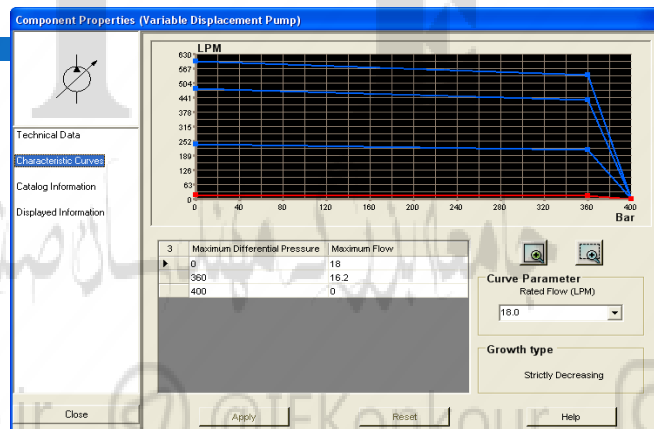 Component Properties (Variable Displacement Pump)
Technical Data
Characteristic Curves
Catalog Information
Displayed Information
Close
LPM
630
567
504
441
378
315
252
189
126
63
0
0 40 80 120 160 200 240 280 320 360 400
Bar
3 Maximum Differential Pressure Maximum Flow
0 18
360 16.2
400 0
Curve Parameter
Rated Flow (LPM)
18.0
Growth type
Strictly Decreasing
Apply Reset Help